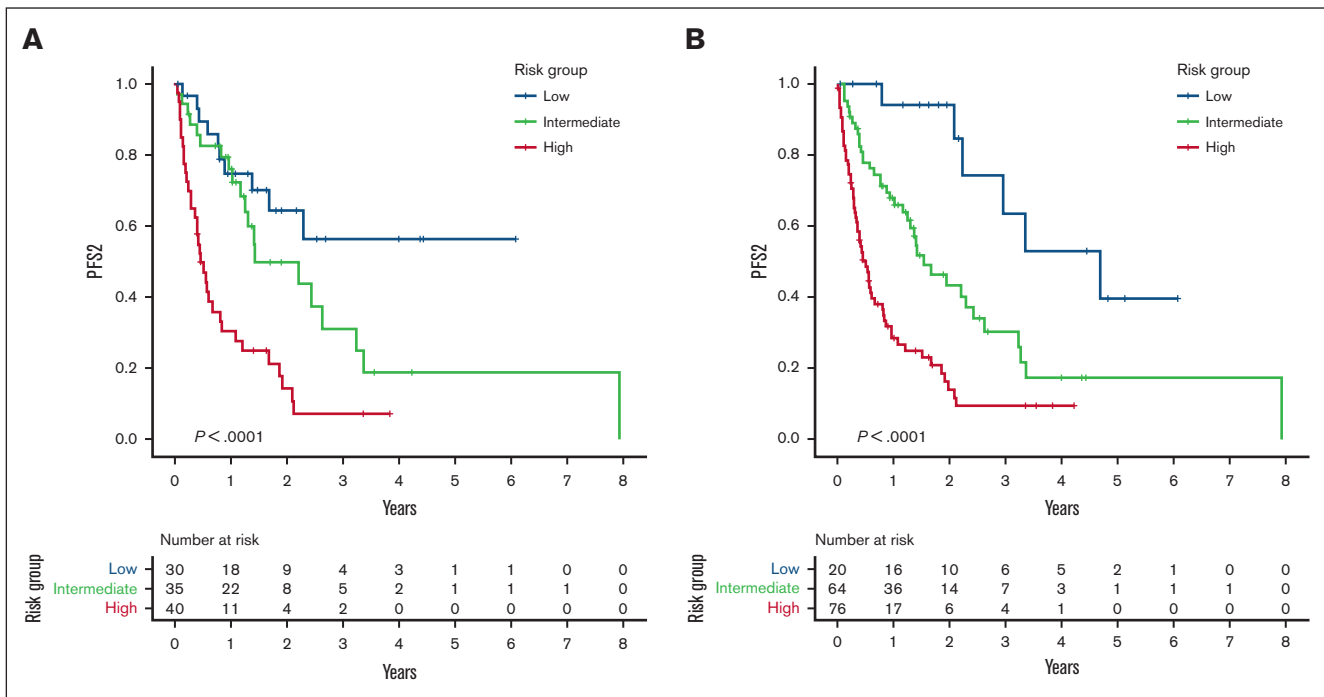 A
Risk group
Low
Intermediate
High
1.0
0.8
0.6
0.4
0.2
0.0
PFS2
P < .0001
0 1 2 3 4 5 6 7 8
Years
Number at risk
Risk group
Low 30 18 9 4 3 1 1 0 0
Intermediate 35 22 8 5 2 1 1 1 0
High 40 11 4 2 0 0 0 0 0
0 1 2 3 4 5 6 7 8
Years
B
Risk group
Low
Intermediate
High
1.0
0.8
0.6
0.4
0.2
0.0
PFS2
P < .0001
0 1 2 3 4 5 6 7 8
Years
Number at risk
Risk group
Low 20 16 10 6 5 2 1 0 0
Intermediate 64 36 14 7 3 1 1 1 0
High 76 17 6 4 1 0 0 0 0
0 1 2 3 4 5 6 7 8
Years